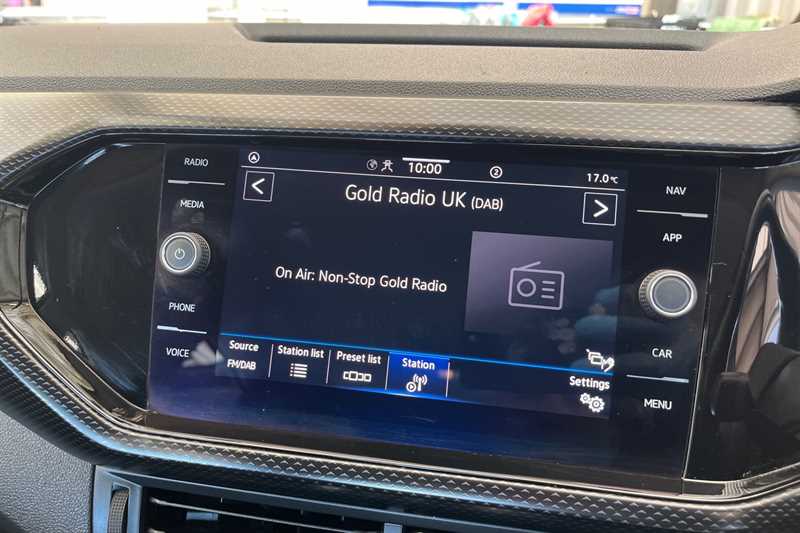 RADIO
MEDIA
PHONE
VOICE
10:00
2
17.0°C
Gold Radio UK (DAB)
On Air: Non-Stop Gold Radio
Source
FM/DAB
Station list
Preset list
Station
Settings
NAV
APP
CAR
MENU